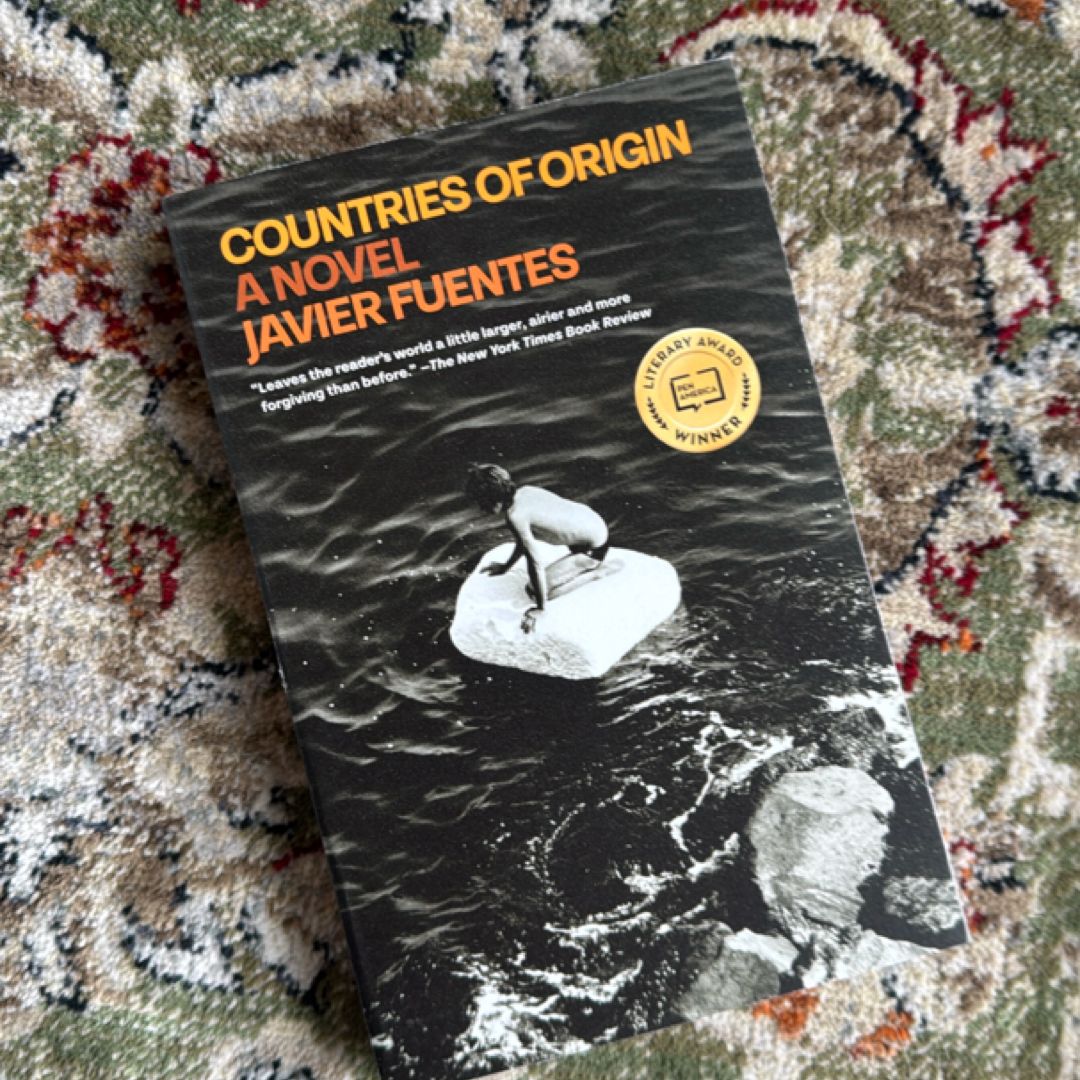 COUNTRIES OF ORIGIN
A NOVEL
JAVIER FUENTES
“Leaves the reader’s world a little larger, airier and more
forgiving than before.” —The New York Times Book Review
LITERARY AWARD
PEN
AMERICA
WINNER